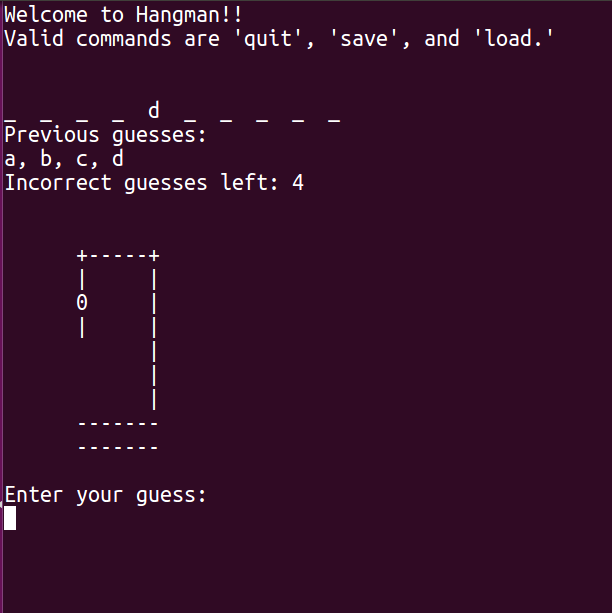 Welcome to Hangman!!
Valid commands are 'quit', 'save', and 'load.'
_  _  _  _  d  _  _  _  _  _
Previous guesses:
a, b, c, d
Incorrect guesses left: 4
      +-----+
      |     |
      0     |
      |     |
            |
            |
            |
      -------
      -------
Enter your guess: